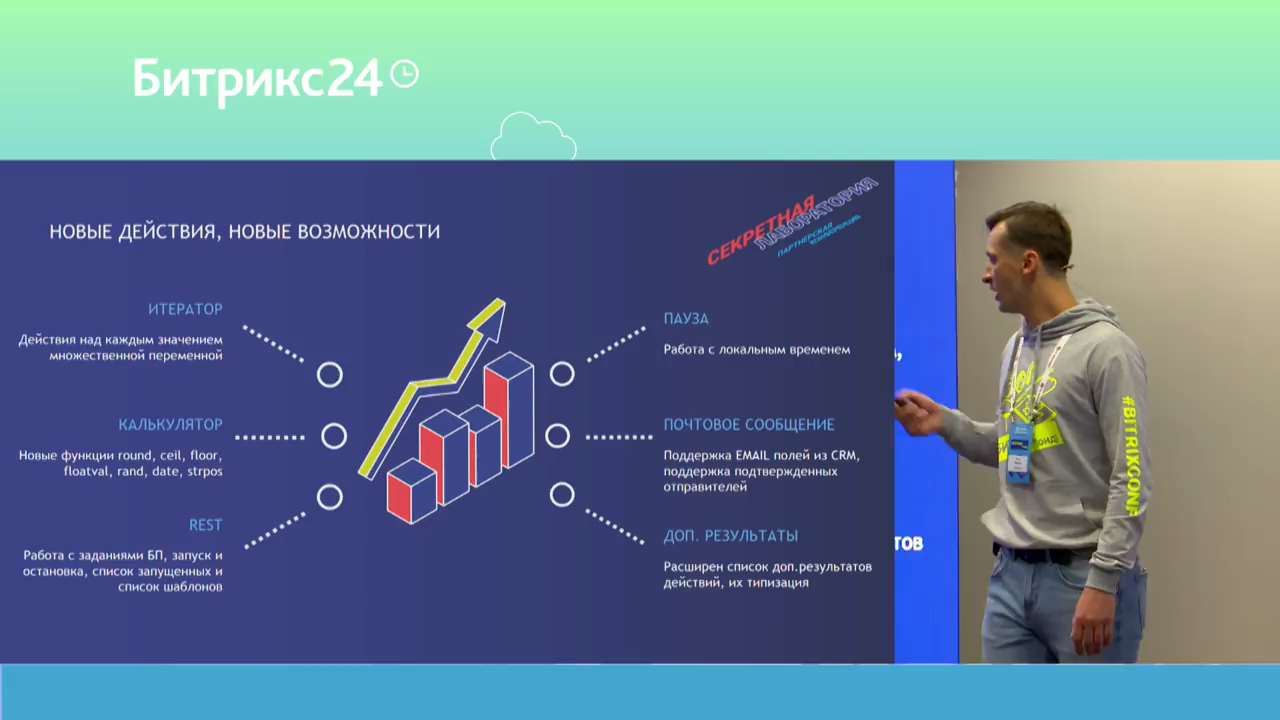 Битрикс24
НОВЫЕ ДЕЙСТВИЯ, НОВЫЕ ВОЗМОЖНОСТИ
СЕКРЕТНАЯ
ЛАБОРАТОРИЯ
ПАРТНЕРСКАЯ
ИТЕРАТОР
Действия над каждым значением
множественной переменной
КАЛЬКУЛЯТОР
Новые функции round, ceil, floor,
floatval, rand, date, strpos
REST
Работа с заданиями БП, запуск и
остановка, список запущенных и
список шаблонов
ПАУЗА
Работа с локальным временем
ПОЧТОВОЕ СООБЩЕНИЕ
Поддержка EMAIL полей из CRM,
поддержка подтвержденных
отправителей
ДОП. РЕЗУЛЬТАТЫ
Расширен список доп.результатов
действий, их типизация
тов
#BITRIXCONF